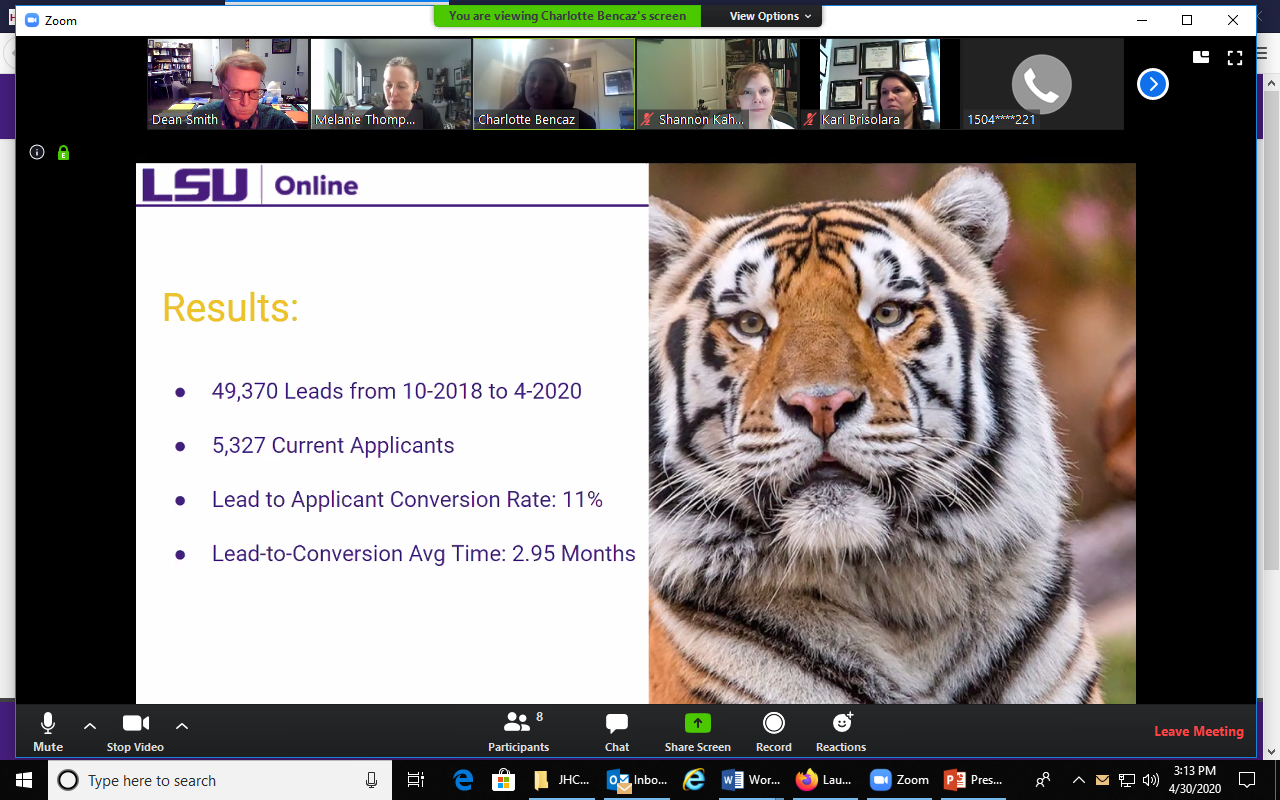 Zoom
You are viewing Charlotte Bencaz's screen
View Options
Dean Smith
Melanie Thomp...
Charlotte Bencaz
Shannon Kah...
Kari Brisolara
1504****221
LSU Online
Results:
● 49,370 Leads from 10-2018 to 4-2020
● 5,327 Current Applicants
● Lead to Applicant Conversion Rate: 11%
● Lead-to-Conversion Avg Time: 2.95 Months
Mute
Stop Video
Participants 8
Chat
Share Screen
Record
Reactions
Leave Meeting
Type here to search
JHC...
Inbo...
Wor...
Lau...
Zoom
Pres...
3:13 PM
4/30/2020